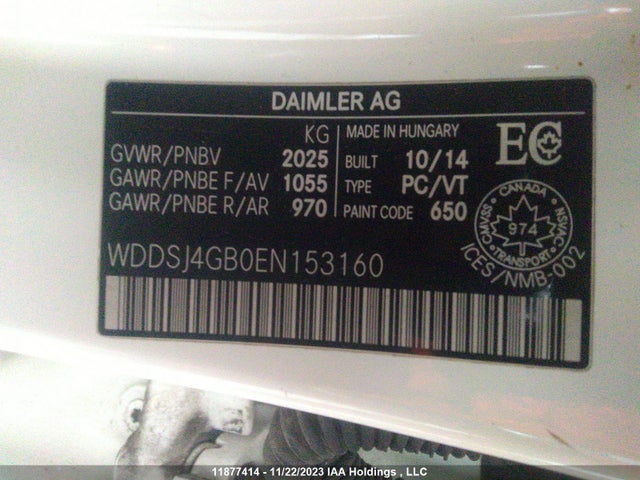 DAIMLER AG
KG
GVWR/PNBV 2025
GAWR/PNBE F/AV 1055
GAWR/PNBE R/AR 970
MADE IN HUNGARY
BUILT 10/14
TYPE PC/VT
PAINT CODE 650
EC
CANADA
CMVSS NSVAC
974
TRANSPORT
ICES/NMB-002
WDDSJ4GB0EN153160
11877414 - 11/22/2023 IAA Holdings , LLC